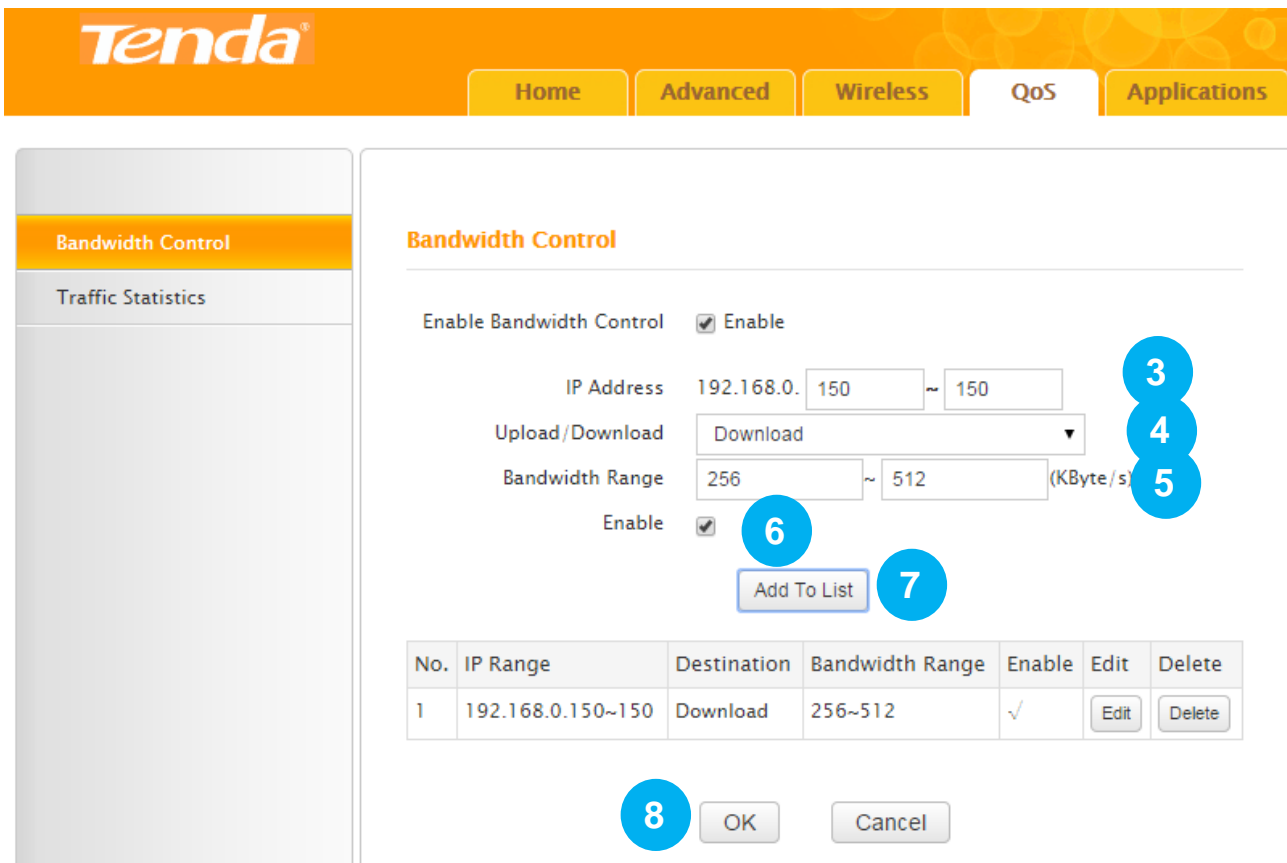 Tenda®
Home Advanced Wireless QoS Applications
Bandwidth Control
Traffic Statistics
Bandwidth Control
Enable Bandwidth Control Enable
IP Address 192.168.0. 150 ~ 150 3
Upload/Download Download 4
Bandwidth Range 256 ~ 512 (KByte/s) 5
Enable 6
Add To List 7
No. IP Range Destination Bandwidth Range Enable Edit Delete
1 192.168.0.150~150 Download 256~512 √ Edit Delete
8 OK Cancel